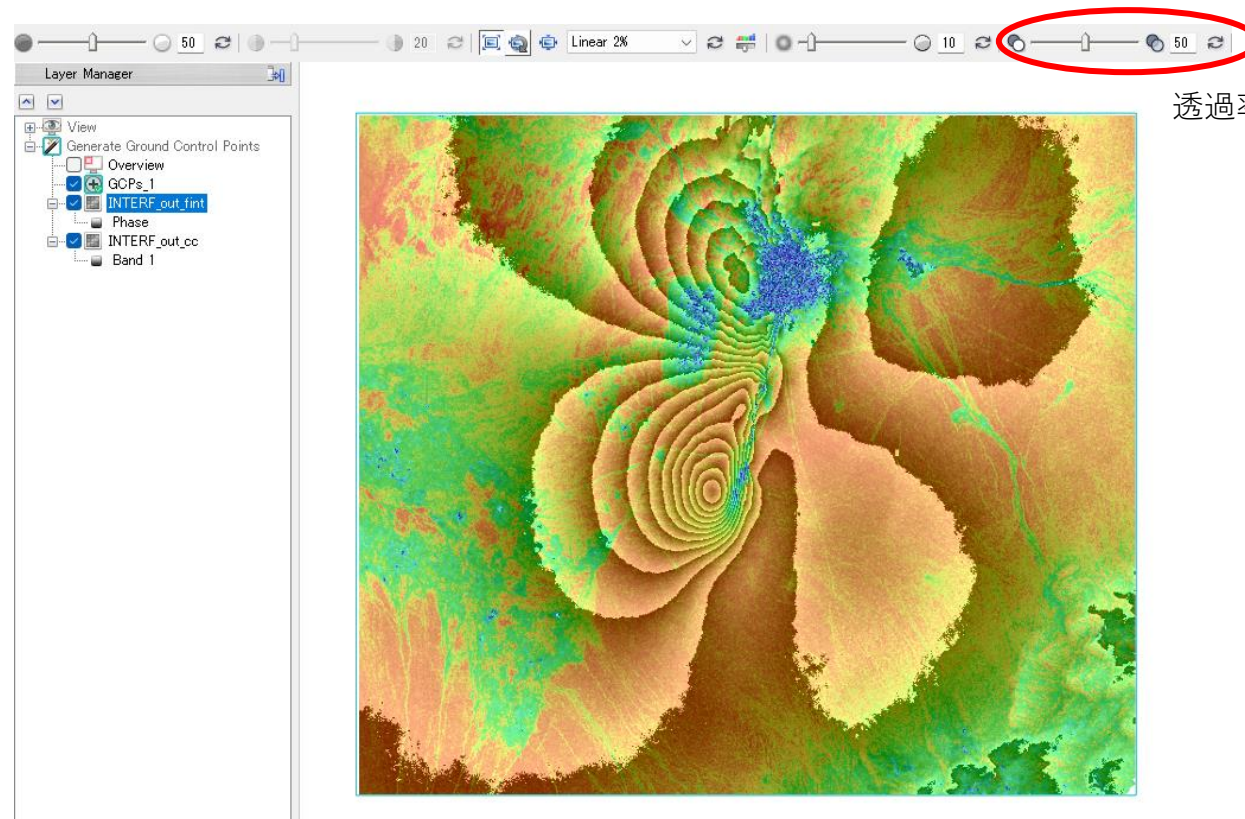 50 20 Linear 2% 10 50
Layer Manager
透過率
View
Generate Ground Control Points
Overview
GCPs_1
INTERF_out_fint
Phase
INTERF_out_cc
Band 1